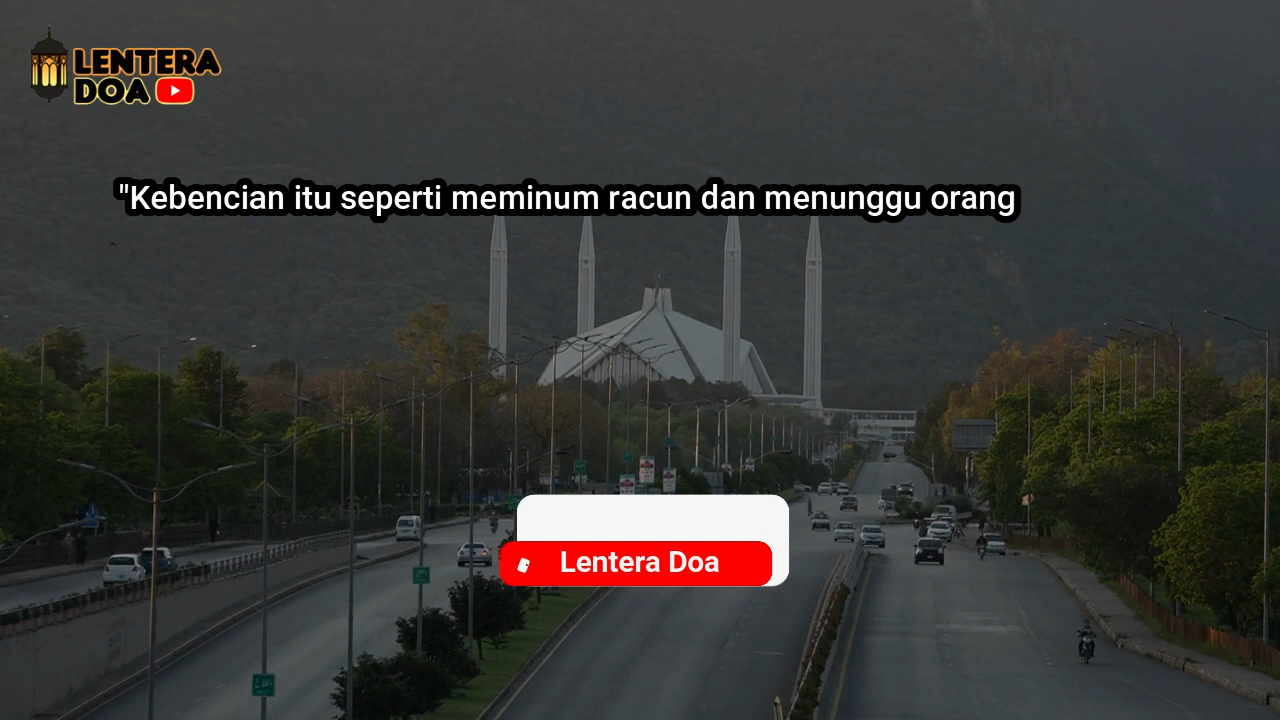 LENTERA
DOA
"Kebencian itu seperti meminum racun dan menunggu orang
Lentera Doa